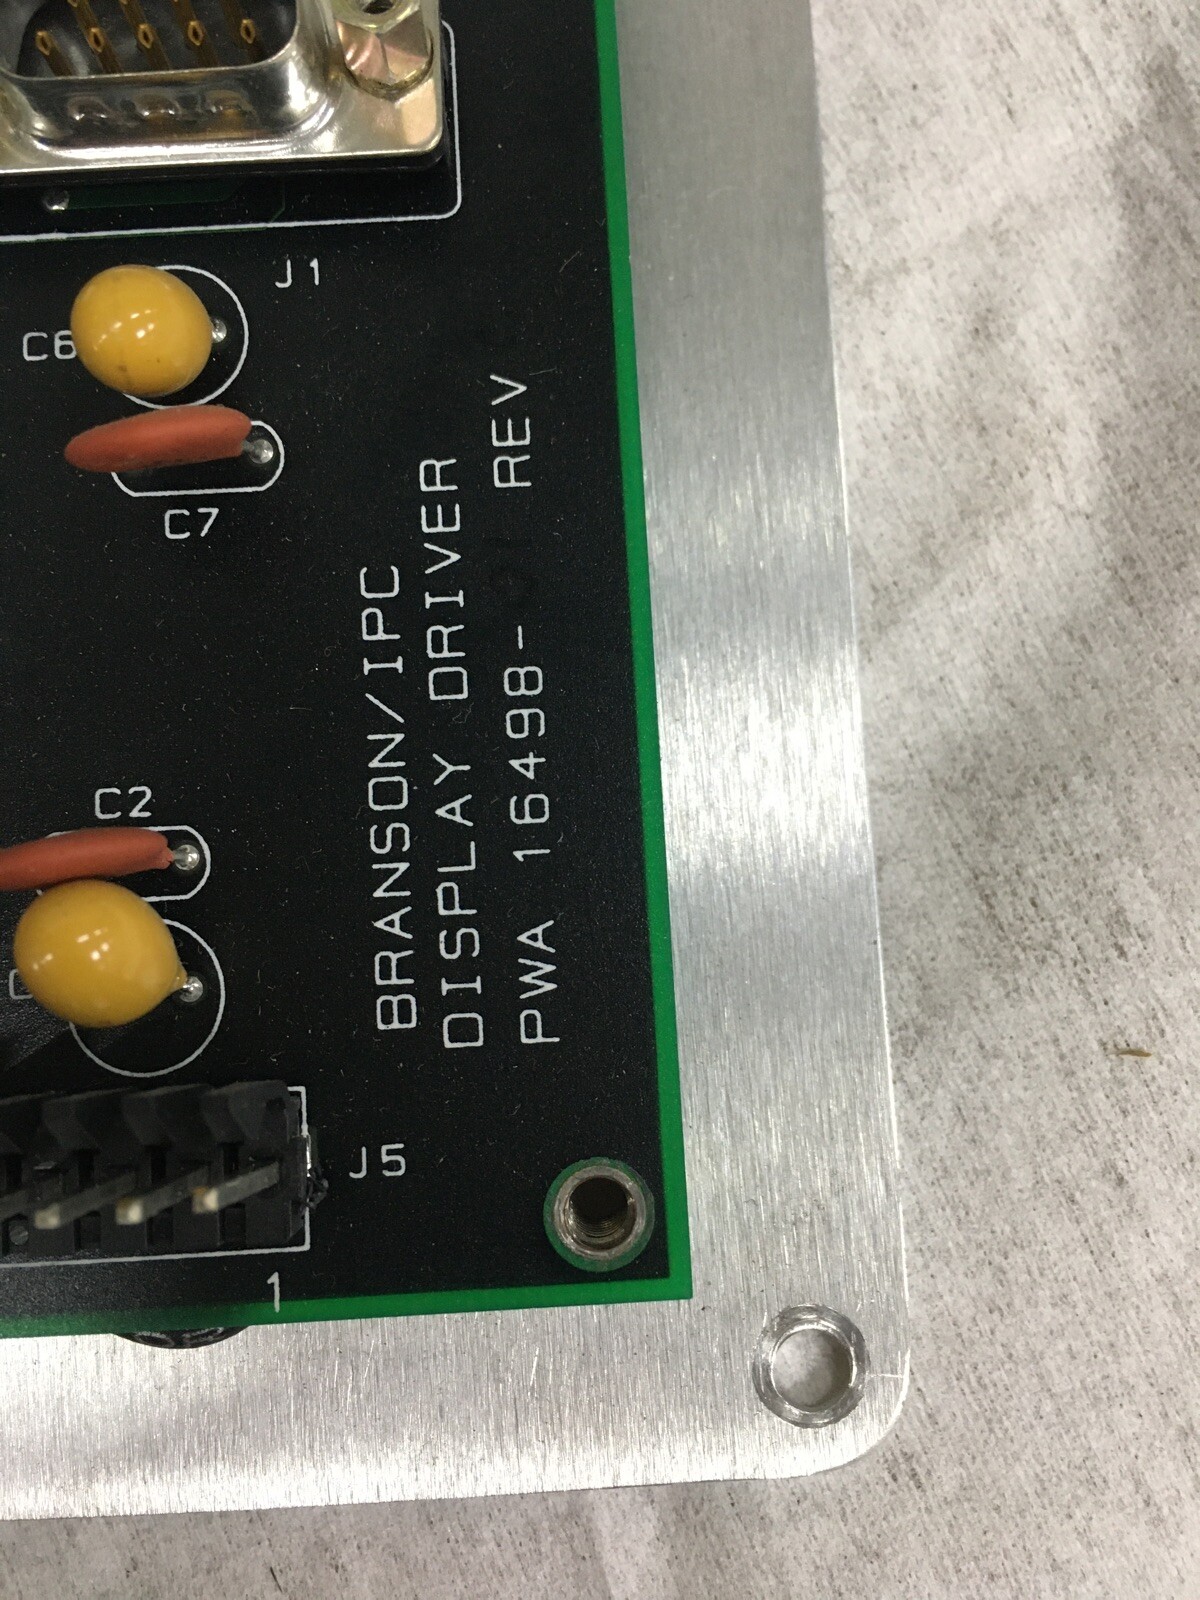 J1
C6
C7
BRANSON/IPC
DISPLAY DRIVER
PWA 16498- REV
C2
J5
1